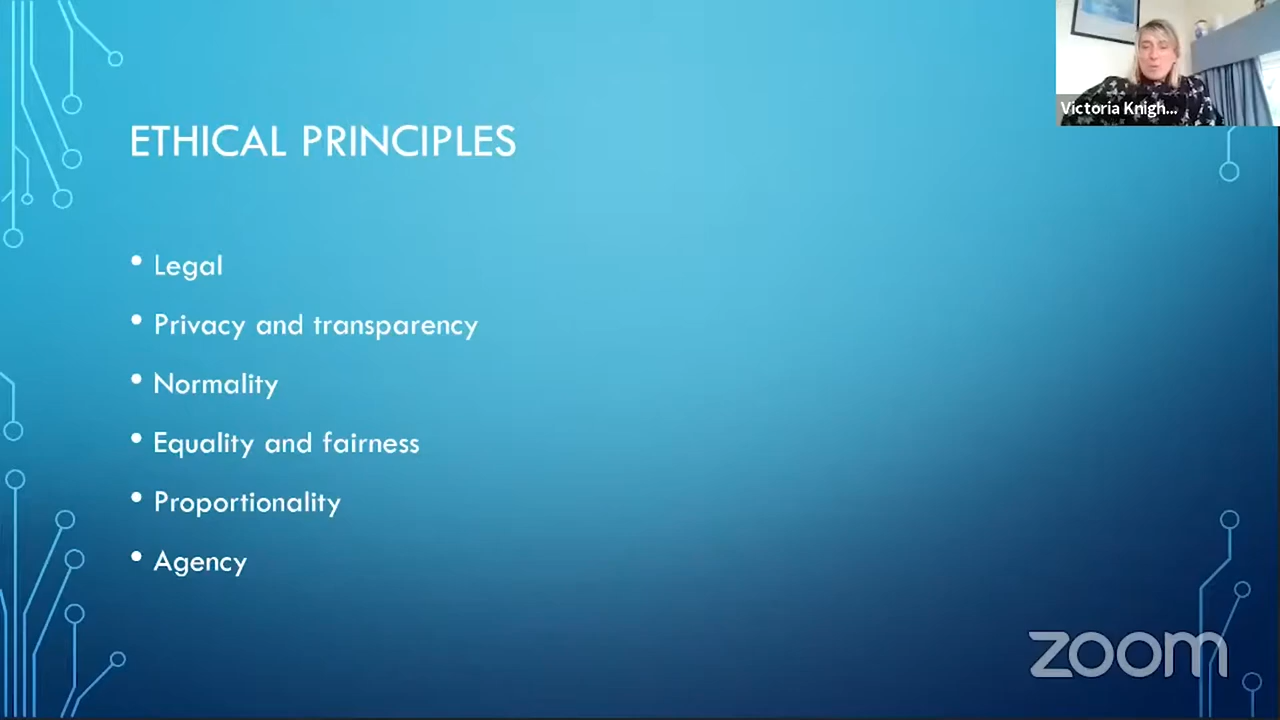 Victoria Knigh...
ETHICAL PRINCIPLES
• Legal
• Privacy and transparency
• Normality
• Equality and fairness
• Proportionality
• Agency
zoom